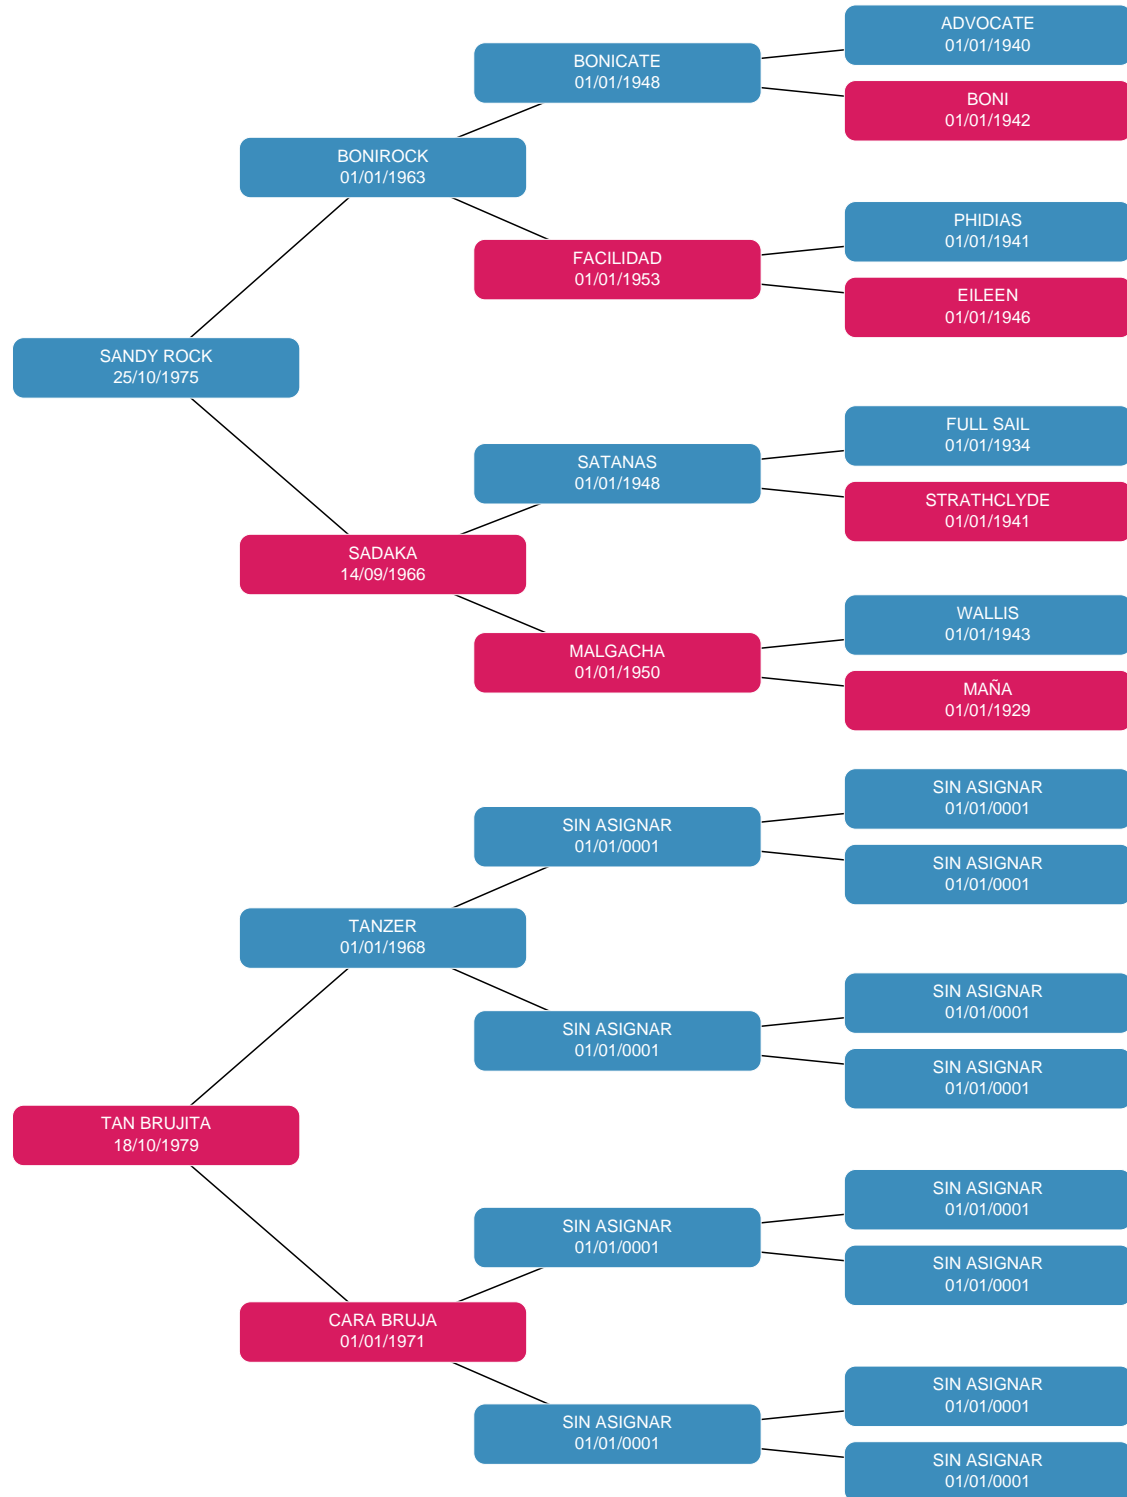 ADVOCATE
01/01/1940
BONICATE
01/01/1948
BONI
01/01/1942
BONIROCK
01/01/1963
PHIDIAS
01/01/1941
FACILIDAD
01/01/1953
EILEEN
01/01/1946
SANDY ROCK
25/10/1975
FULL SAIL
01/01/1934
SATANAS
01/01/1948
STRATHCLYDE
01/01/1941
SADAKA
14/09/1966
WALLIS
01/01/1943
MALGACHA
01/01/1950
MAÑA
01/01/1929
SIN ASIGNAR
01/01/0001
SIN ASIGNAR
01/01/0001
SIN ASIGNAR
01/01/0001
TANZER
01/01/1968
SIN ASIGNAR
01/01/0001
SIN ASIGNAR
01/01/0001
SIN ASIGNAR
01/01/0001
TAN BRUJITA
18/10/1979
SIN ASIGNAR
01/01/0001
SIN ASIGNAR
01/01/0001
SIN ASIGNAR
01/01/0001
CARA BRUJA
01/01/1971
SIN ASIGNAR
01/01/0001
SIN ASIGNAR
01/01/0001
SIN ASIGNAR
01/01/0001